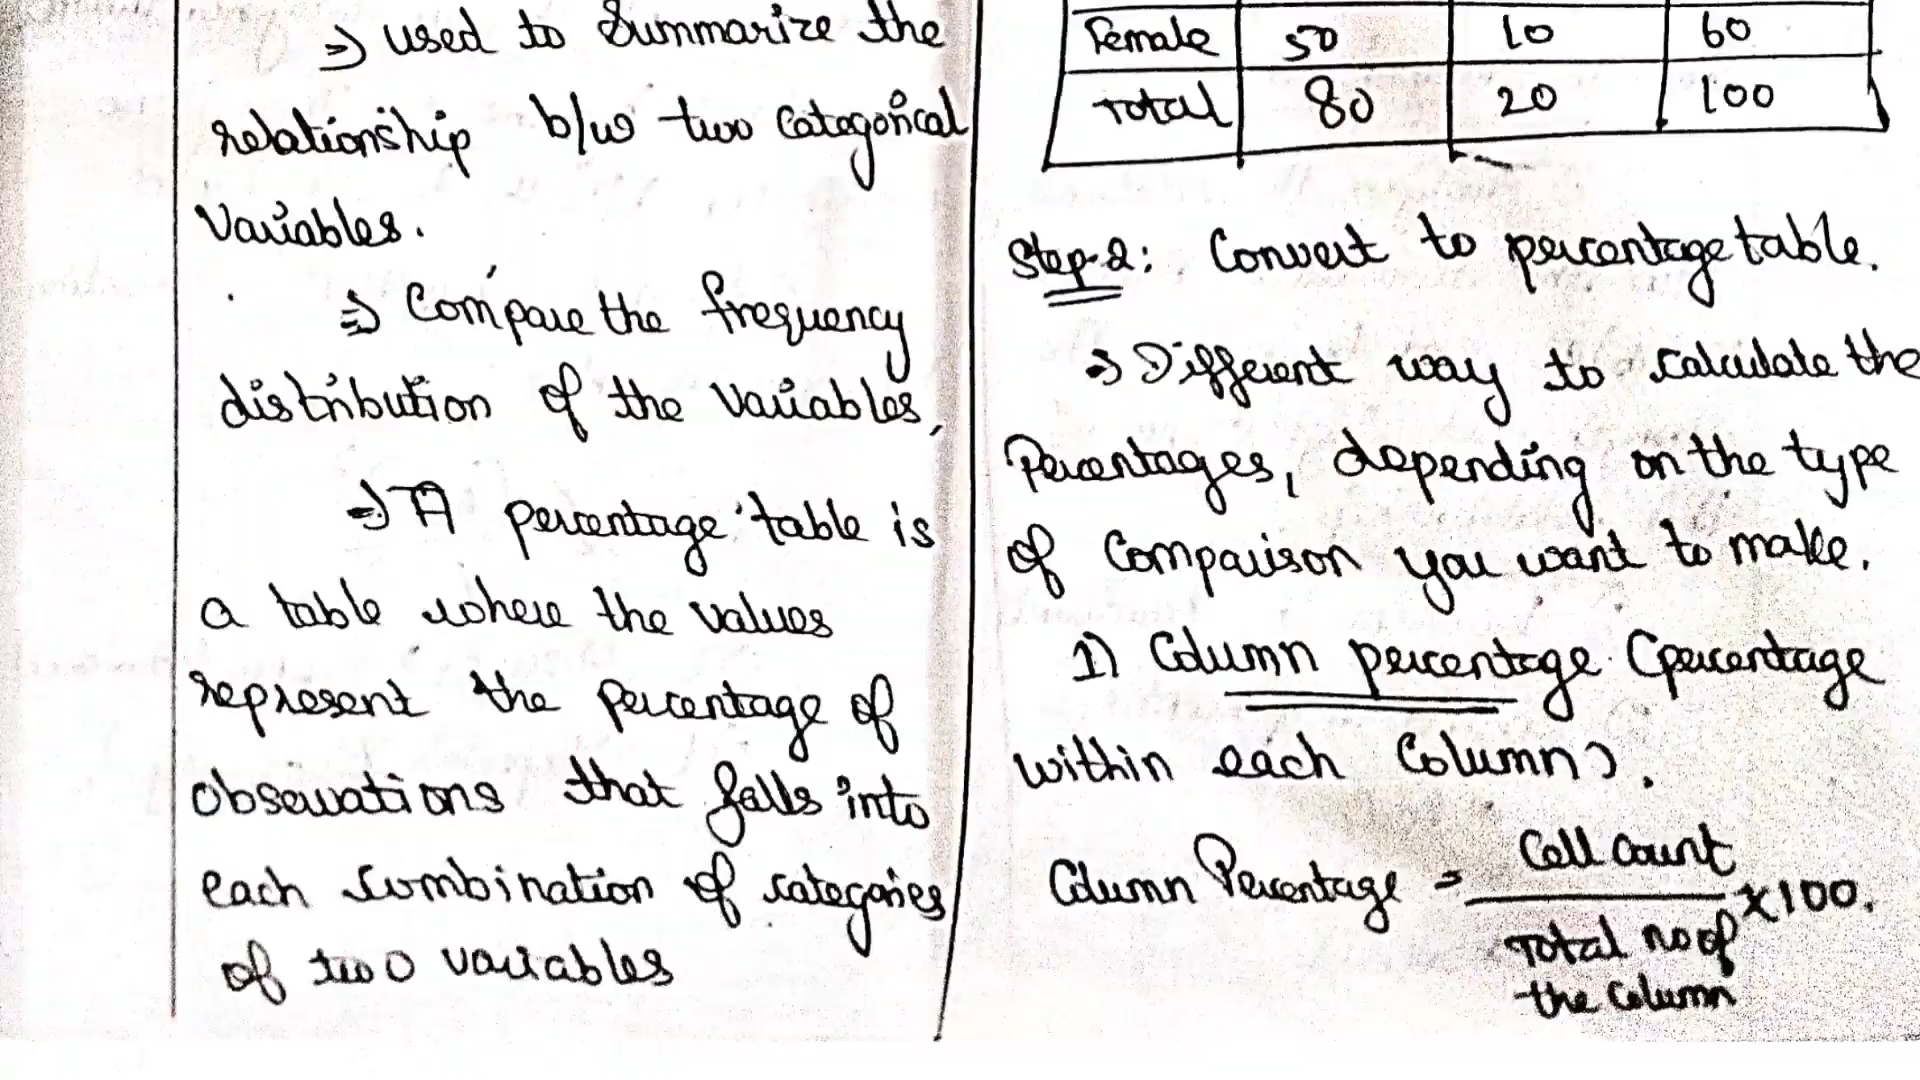 ⇒ used to Summarize the
relationship b/w two Categorical
Variables.
⇒ Compare the frequency
distribution of the variables,
⇒ A percentage table is
a table where the values
represent the percentage of
observations that falls into
each combination of categories
of two variables
Female 50 10 60
Total 80 20 100
Step-2: Convert to percentage table.
⇒ Different way to calculate the
Percentages, depending on the type
of Comparison you want to make.
1) Column percentage (percentage
within each Column).
Column Percentage = Cell Count
× 100.
Total no of
the Column